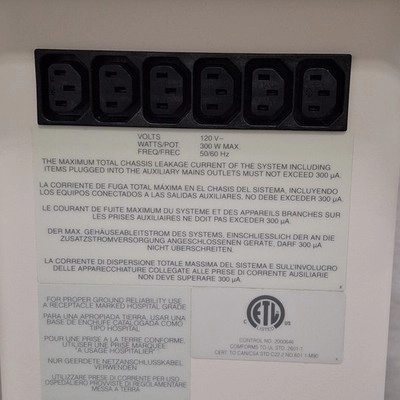 VOLTS 120 V~
WATTS/POT. 300 W MAX
FREQ/FREC 50/60 Hz
THE MAXIMUM TOTAL CHASSIS LEAKAGE CURRENT OF THE SYSTEM INCLUDING
ITEMS PLUGGED INTO THE AUXILIARY MAINS OUTLETS MUST NOT EXCEED 300 µA.
LA CORRIENTE DE FUGA TOTAL MÁXIMA EN EL CHASIS DEL SISTEMA, INCLUYENDO
LOS EQUIPOS CONECTADOS A LAS SALIDAS AUXILIARES, NO DEBE EXCEDER 300 µA.
LE COURANT DE FUITE MAXIMUM DU SYSTEME ET DES APPAREILS BRANCHES SUR
LES PRISES AUXILIAIRES NE DOIT PAS EXCEDER 300 µA.
DER MAX. GEHÄUSEABLEITSTROM DES SYSTEMS, EINSCHLIESSLICH DER AN DIE
ZUSATZSTROMVERSORGUNG ANGESCHLOSSENEN GERÄTE, DARF 300 µA
NICHT ÜBERSCHREITEN.
LA CORRENTE DI DISPERSIONE TOTALE MASSIMA DEL SISTEMA E SULL'INVOLUCRO
DELLE APPARECCHIATURE COLLEGATE ALLE PRESE DI CORRENTE AUSILIARIE
NON DEVE SUPERARE 300 µA.
FOR PROPER GROUND RELIABILITY USE
A RECEPTACLE MARKED HOSPITAL GRADE
PARA UNA APROPIADA TIERRA, USAR UNA
BASE DE ENCHUFE CATALOGADA COMO
TIPO HOSPITAL
POUR UNE PRISE A LA TERRE CONFORME,
UTILISER UNE PRISE MARQUÉE
"A USAGE HOSPITALIER"
NUR GEERDETE NETZANSCHLUSSKABEL
VERWENDEN
UTILIZZARE PRESE DI CORRENTE PER USO
OSPEDALIERO PROVVISTE DI REGOLAMENTARE
MESSA A TERRA
ETL
C US
CONTROL NO.
CONFORMS TO UL STD.
CERT TO CAN/CSA STD C22.2 NO.